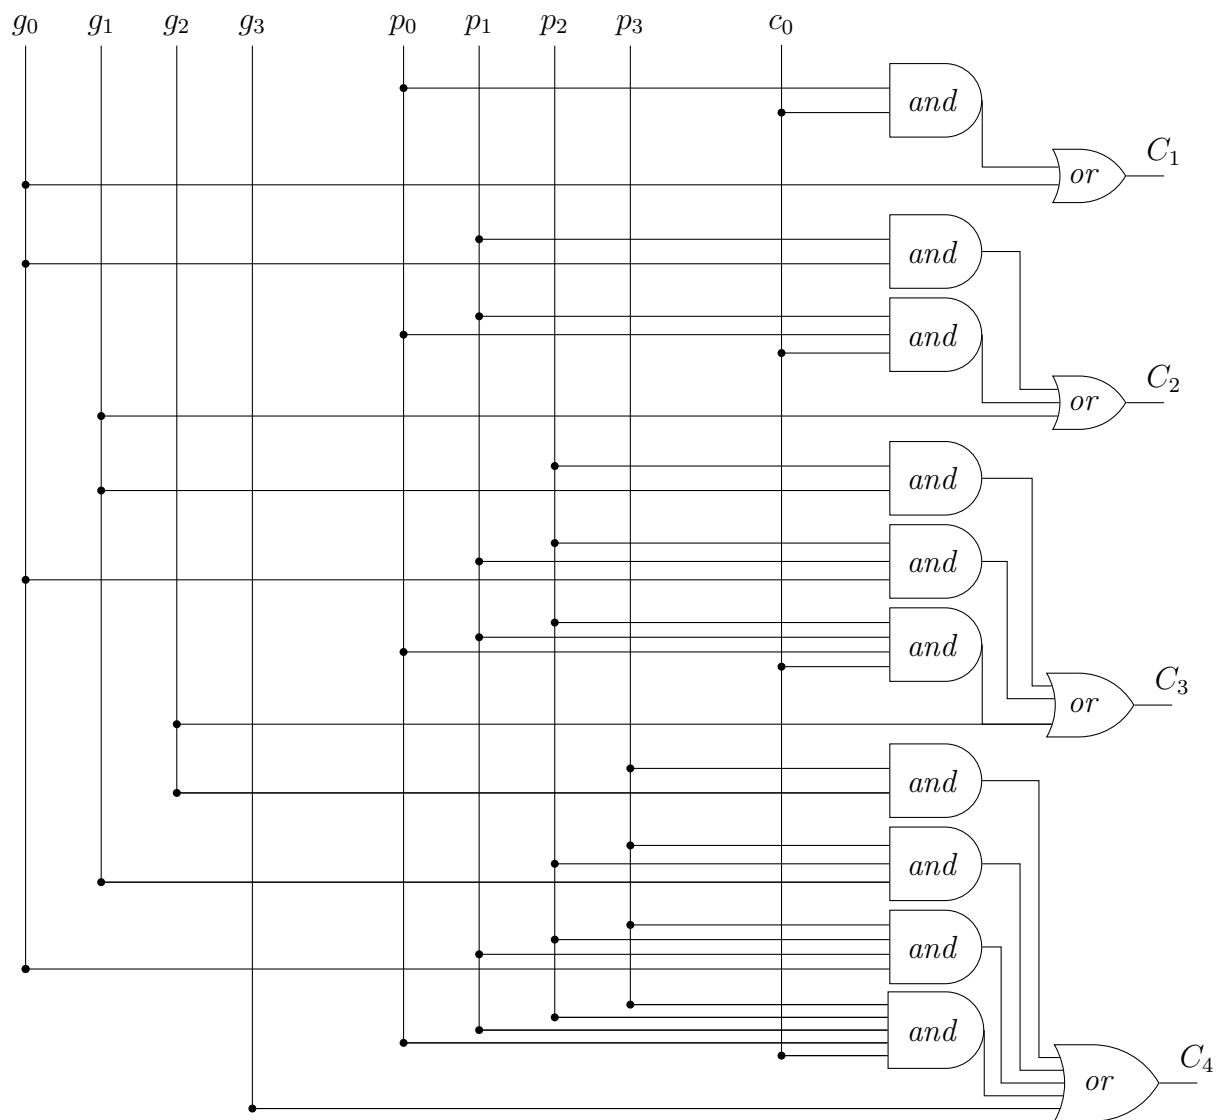 g₀ g₁ g₂ g₃ p₀ p₁ p₂ p₃ c₀
and
or C₁
and
and
or C₂
and
and
and
or C₃
and
and
and
and
or C₄